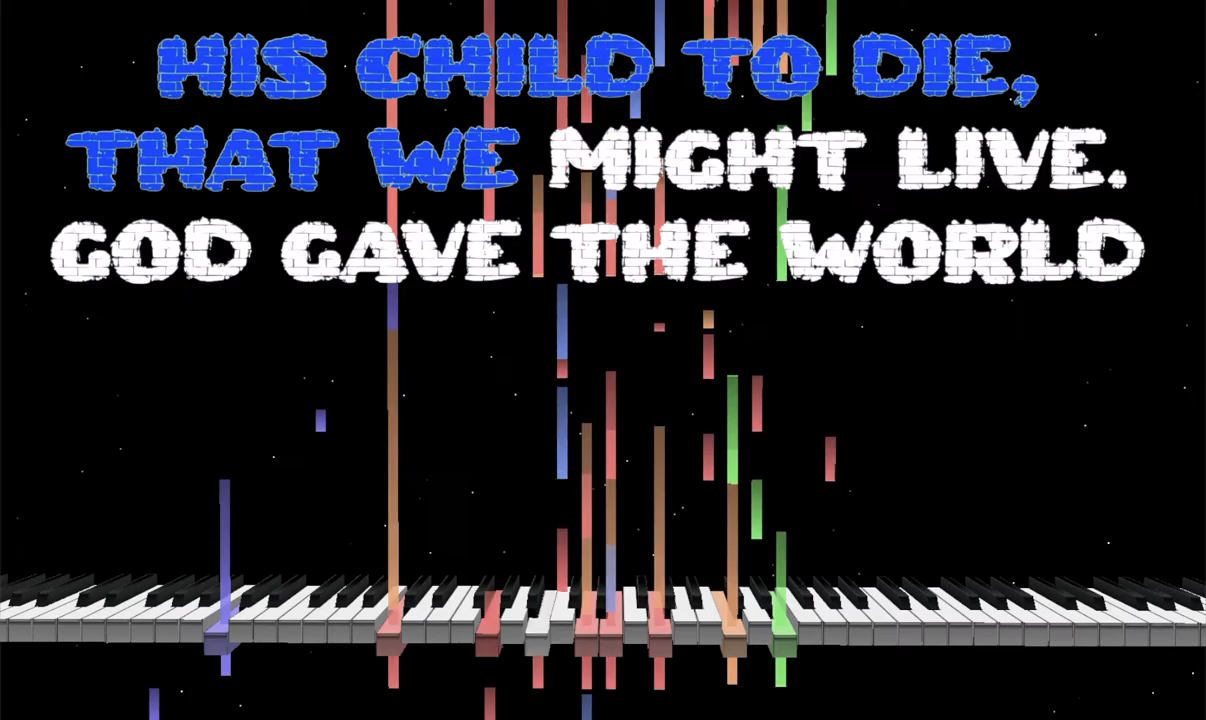 HIS CHILD TO DIE,
THAT WE MIGHT LIVE.
GOD GAVE THE WORLD